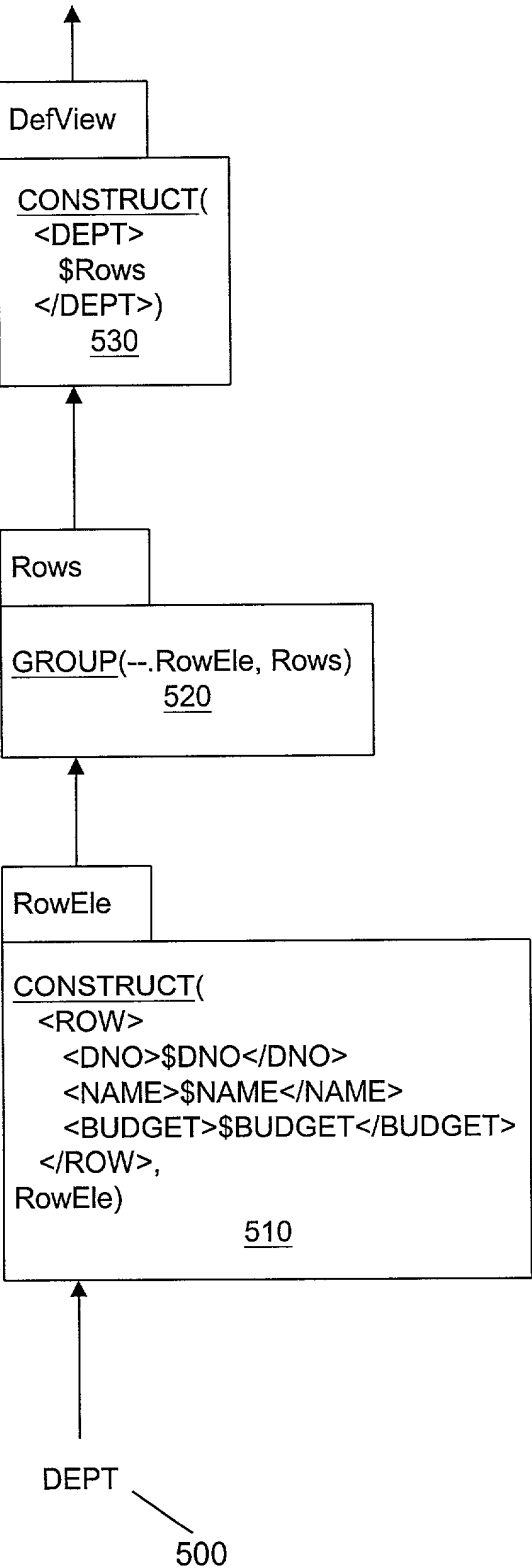 DefView
CONSTRUCT(
<DEPT>
$Rows
</DEPT>)
530
Rows
GROUP(--.RowEle, Rows)
520
RowEle
CONSTRUCT(
<ROW>
<DNO>$DNO</DNO>
<NAME>$NAME</NAME>
<BUDGET>$BUDGET</BUDGET>
</ROW>,
RowEle)
510
DEPT
500